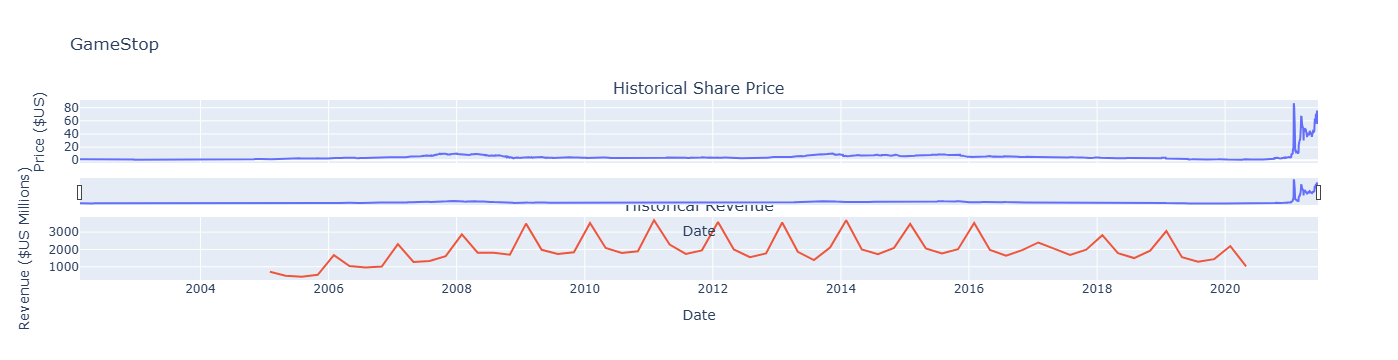 GameStop
Historical Share Price
Price ($US)
80
60
40
20
0
Historical Revenue
Date
Revenue ($US Millions)
3000
2000
1000
2004 2006 2008 2010 2012 2014 2016 2018 2020
Date